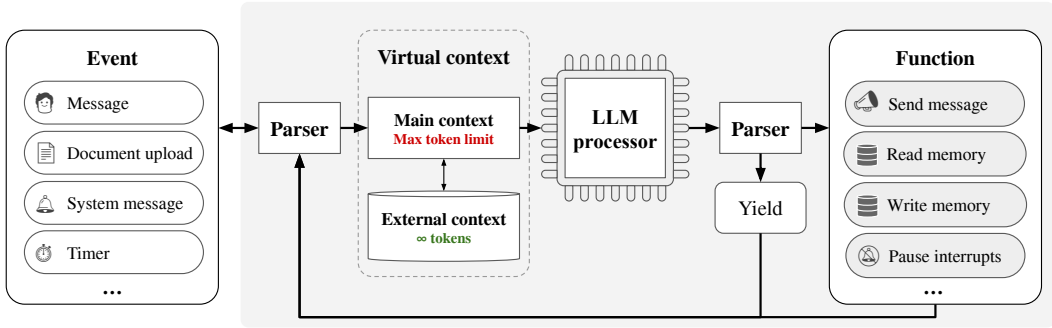 Event
Message
Document upload
System message
Timer
...
Parser
Virtual context
Main context
Max token limit
External context
∞ tokens
LLM
processor
Parser
Yield
Function
Send message
Read memory
Write memory
Pause interrupts
...